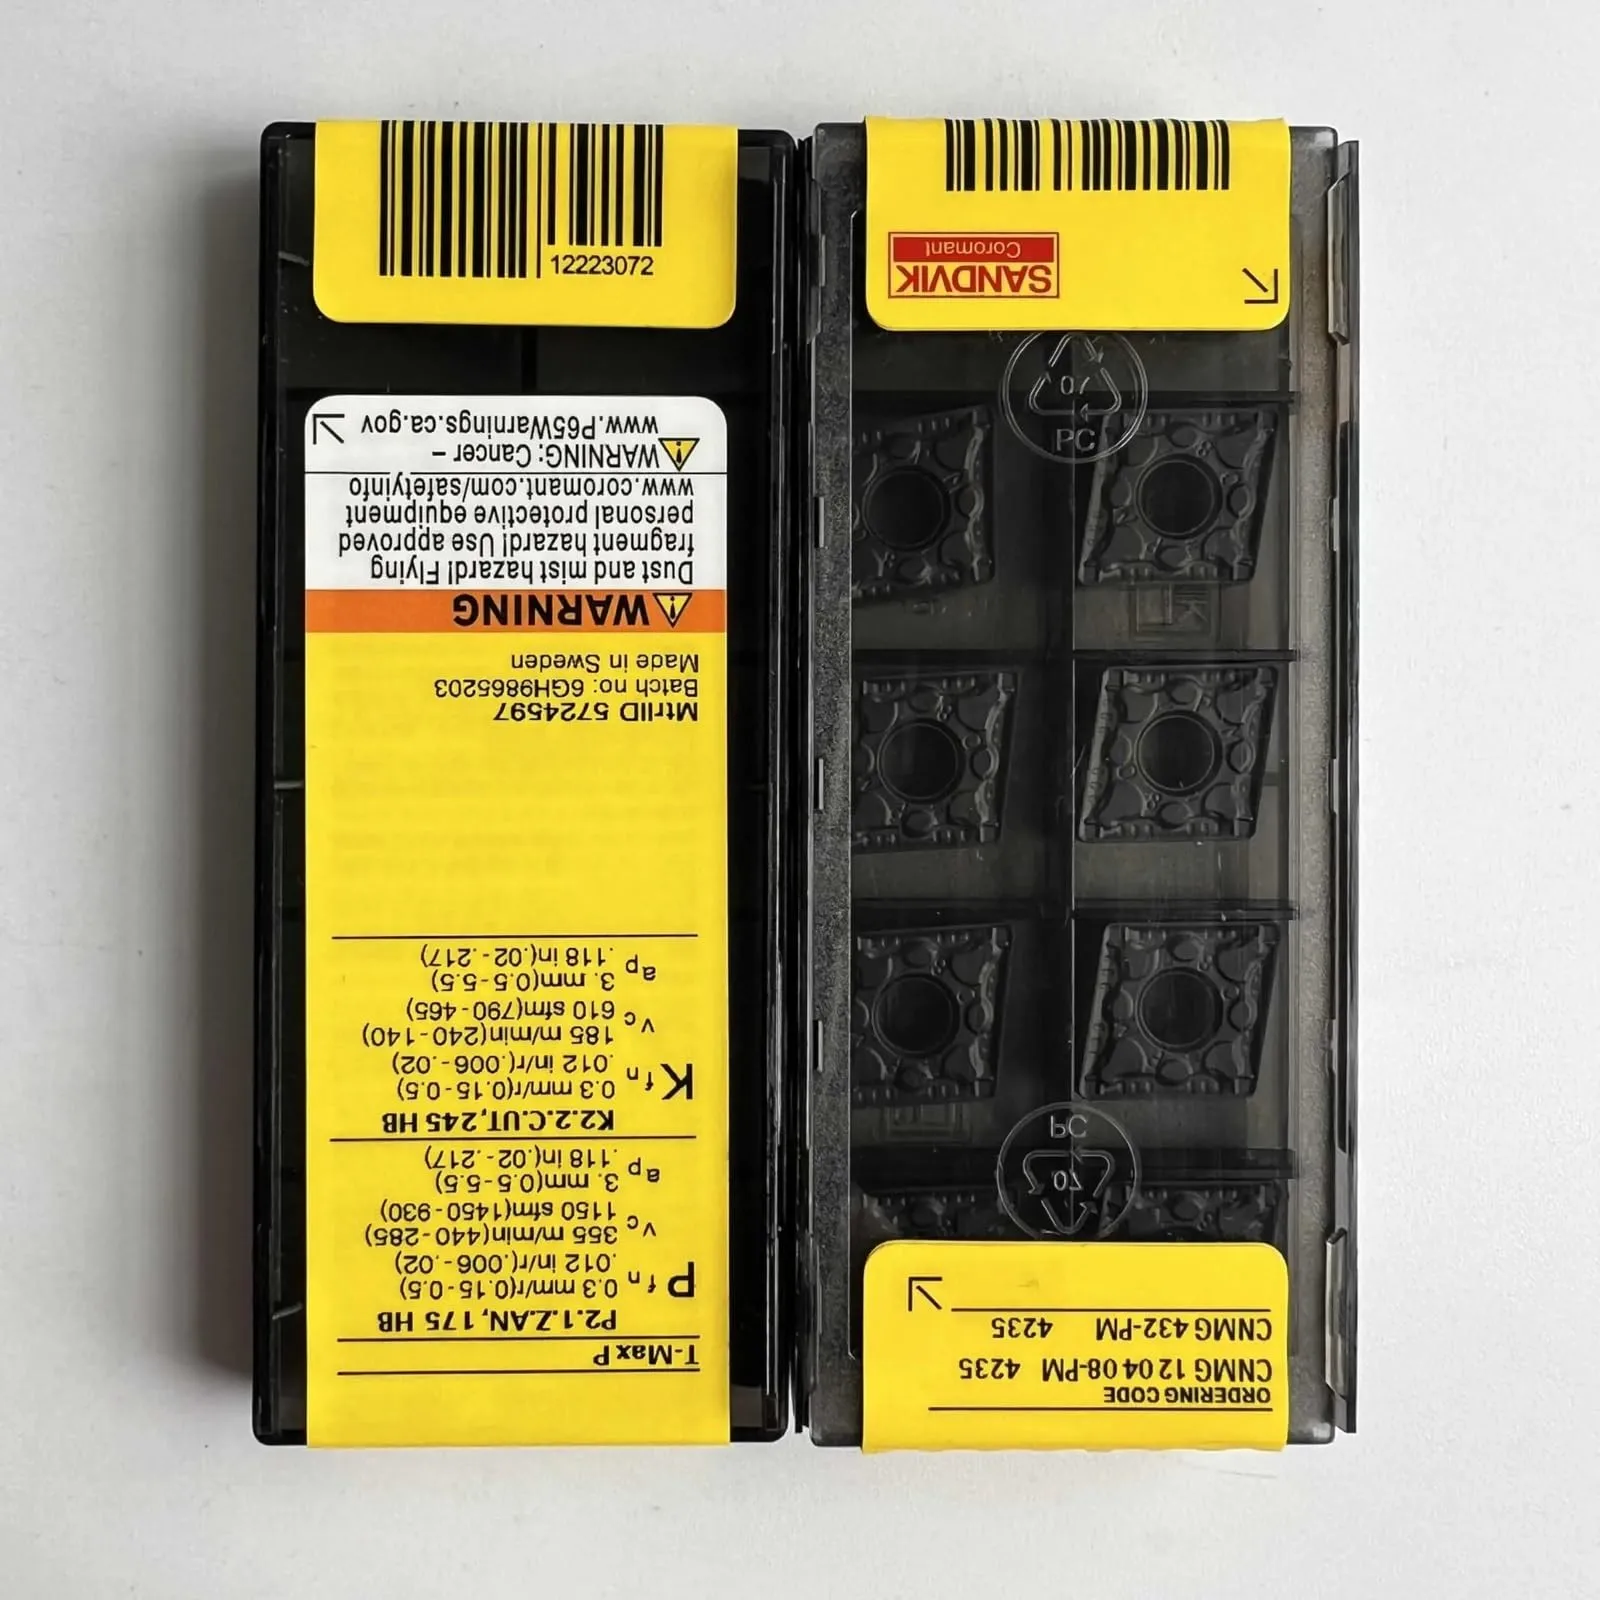 12223072
T-Max P
P2.1.Z.AN, 175 HB
P fn 0.3 mm/r(0.15-0.5)
.012 in/r(.006-.02)
vc 355 m/min(440-285)
1150 sfm(1450-930)
ap 3. mm(0.5-5.5)
.118 in(.02-.217)
K2.2.C.UT,245 HB
K fn 0.3 mm/r(0.15-0.5)
.012 in/r(.006-.02)
vc 185 m/min(240-140)
610 sfm(790-465)
ap 3. mm(0.5-5.5)
.118 in(.02-.217)
MtrlID 5724597
Batch no: 6GH9865203
Made in Sweden
WARNING
Dust and mist hazard! Flying
fragment hazard! Use approved
personal protective equipment
www.coromant.com/safetyinfo
WARNING: Cancer –
www.P65Warnings.ca.gov
ORDERING CODE
CNMG 12 04 08-PM 4235
CNMG 432-PM 4235
PC
07
07
PC
SANDVIK
Coromant